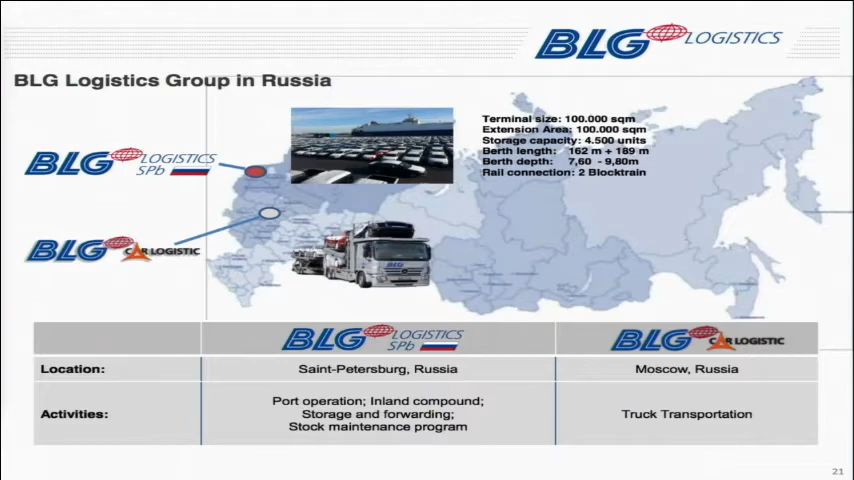 BLG LOGISTICS
BLG Logistics Group in Russia
Terminal size: 100.000 sqm
Extension Area: 100.000 sqm
Storage capacity: 4.500 units
Berth length: 162 m + 189 m
Berth depth: 7,60 - 9,80m
Rail connection: 2 Blocktrain
BLG LOGISTICS
SPb
BLG CAR LOGISTIC
BLG
BLG LOGISTICS
SPb
BLG CAR LOGISTIC
Location: Saint-Petersburg, Russia Moscow, Russia
Activities: Port operation; Inland compound;
Storage and forwarding;
Stock maintenance program
Truck Transportation
21